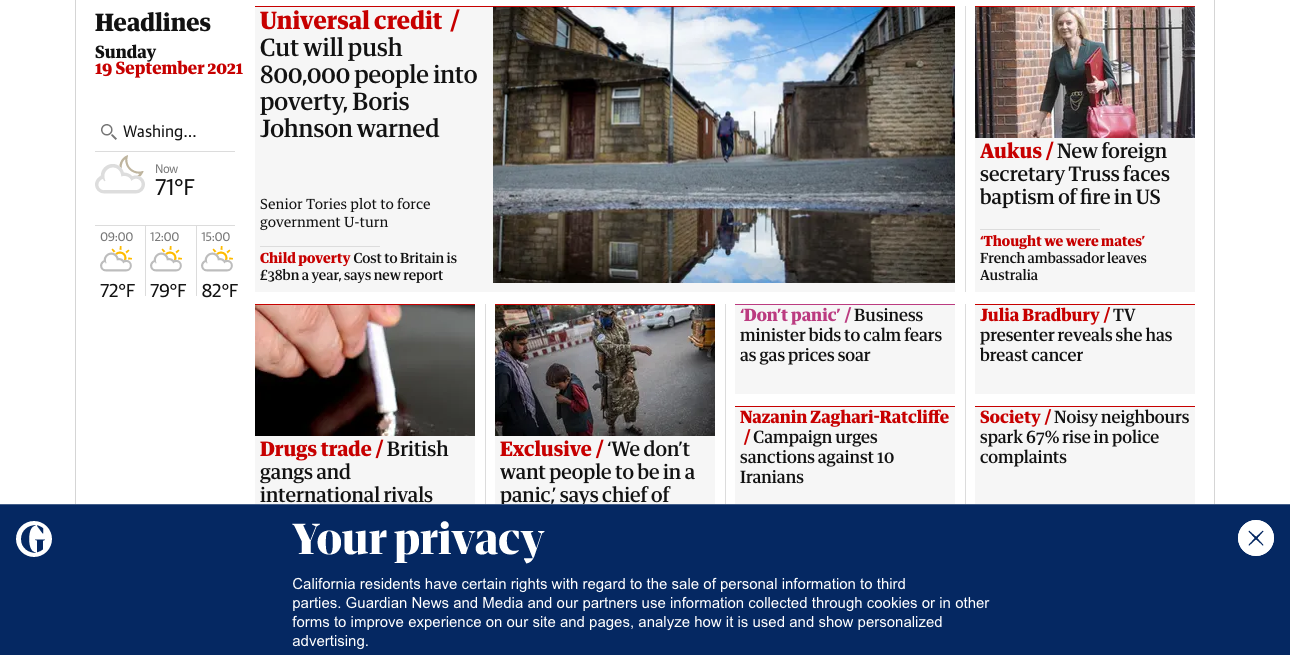 Headlines
Sunday
19 September 2021
Washing...
Now
71°F
09:00
12:00
15:00
72°F
79°F
82°F
Universal credit /
Cut will push
800,000 people into
poverty, Boris
Johnson warned
Senior Tories plot to force
government U-turn
Child poverty Cost to Britain is
£38bn a year, says new report
Aukus / New foreign
secretary Truss faces
baptism of fire in US
‘Thought we were mates’
French ambassador leaves
Australia
Drugs trade / British
gangs and
international rivals
Exclusive / ‘We don’t
want people to be in a
panic,’ says chief of
‘Don’t panic’ / Business
minister bids to calm fears
as gas prices soar
Nazanin Zaghari-Ratcliffe
/ Campaign urges
sanctions against 10
Iranians
Julia Bradbury / TV
presenter reveals she has
breast cancer
Society / Noisy neighbours
spark 67% rise in police
complaints
G
Your privacy
California residents have certain rights with regard to the sale of personal information to third
parties. Guardian News and Media and our partners use information collected through cookies or in other
forms to improve experience on our site and pages, analyze how it is used and show personalized
advertising.